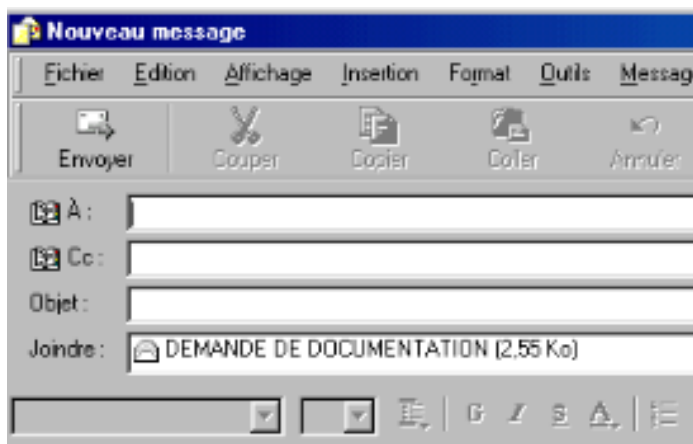 Nouveau message
Fichier Edition Affichage Insertion Format Outils Messag
Envoyer Couper Copier Coller Annuler
À :
Cc :
Objet :
Joindre : DEMANDE DE DOCUMENTATION (2,55 Ko)
G I S A